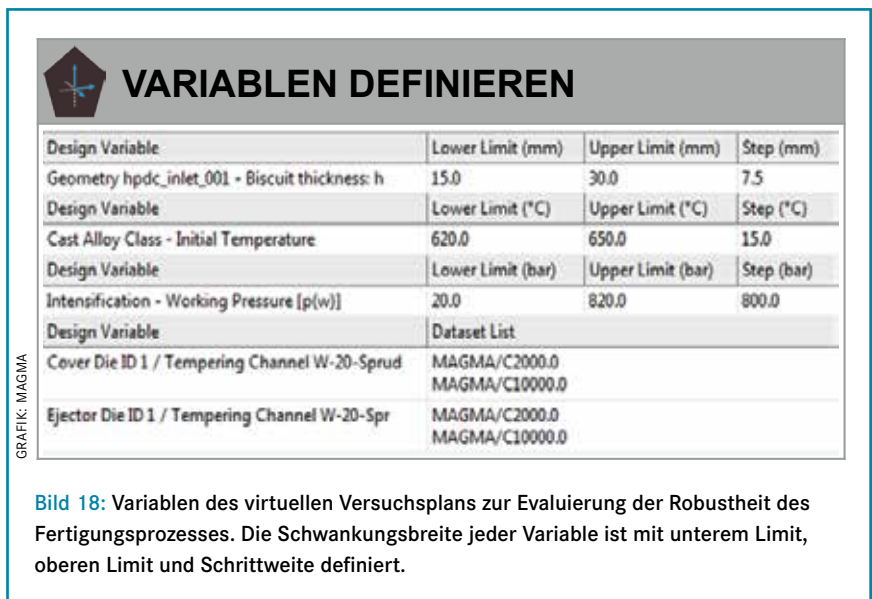 VARIABLEN DEFINIEREN
Design Variable Lower Limit (mm) Upper Limit (mm) Step (mm)
Geometry hpdc_inlet_001 - Biscuit thickness: h 15.0 30.0 7.5
Design Variable Lower Limit (°C) Upper Limit (°C) Step (°C)
Cast Alloy Class - Initial Temperature 620.0 650.0 15.0
Design Variable Lower Limit (bar) Upper Limit (bar) Step (bar)
Intensification - Working Pressure [p(w)] 20.0 820.0 800.0
Design Variable Dataset List
Cover Die ID 1 / Tempering Channel W-20-Sprud MAGMA/C2000.0
MAGMA/C10000.0
Ejector Die ID 1 / Tempering Channel W-20-Spr MAGMA/C2000.0
MAGMA/C10000.0
GRAFIK: MAGMA
Bild 18: Variablen des virtuellen Versuchsplans zur Evaluierung der Robustheit des
Fertigungsprozesses. Die Schwankungsbreite jeder Variable ist mit unterem Limit,
oberen Limit und Schrittweite definiert.